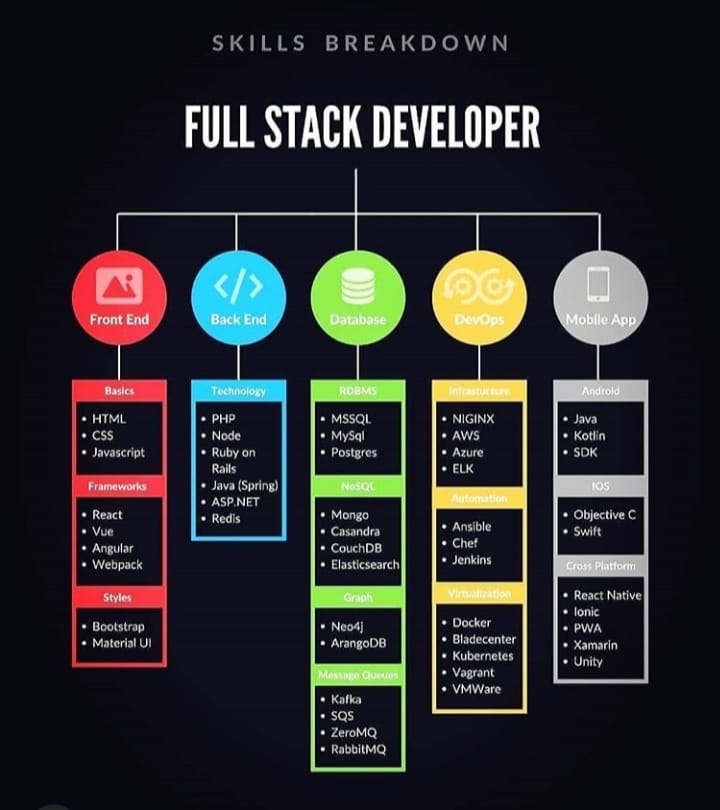 SKILLS BREAKDOWN
FULL STACK DEVELOPER
Front End
Basics
• HTML
• CSS
• Javascript
Frameworks
• React
• Vue
• Angular
• Webpack
Styles
• Bootstrap
• Material UI
Back End
Technology
• PHP
• Node
• Ruby on
Rails
• Java (Spring)
• ASP.NET
• Redis
Database
RDBMS
• MSSQL
• MySql
• Postgres
NoSQL
• Mongo
• Casandra
• CouchDB
• Elasticsearch
Graph
• Neo4j
• ArangoDB
Message Queues
• Kafka
• SQS
• ZeroMQ
• RabbitMQ
DevOps
• NIGINX
• AWS
• Azure
• ELK
Automation
• Ansible
• Chef
• Jenkins
Virtualization
• Docker
• Bladecenter
• Kubernetes
• Vagrant
• VMWare
Mobile App
Android
• Java
• Kotlin
• SDK
IOS
• Objective C
• Swift
Cross Platform
• React Native
• Ionic
• PWA
• Xamarin
• Unity